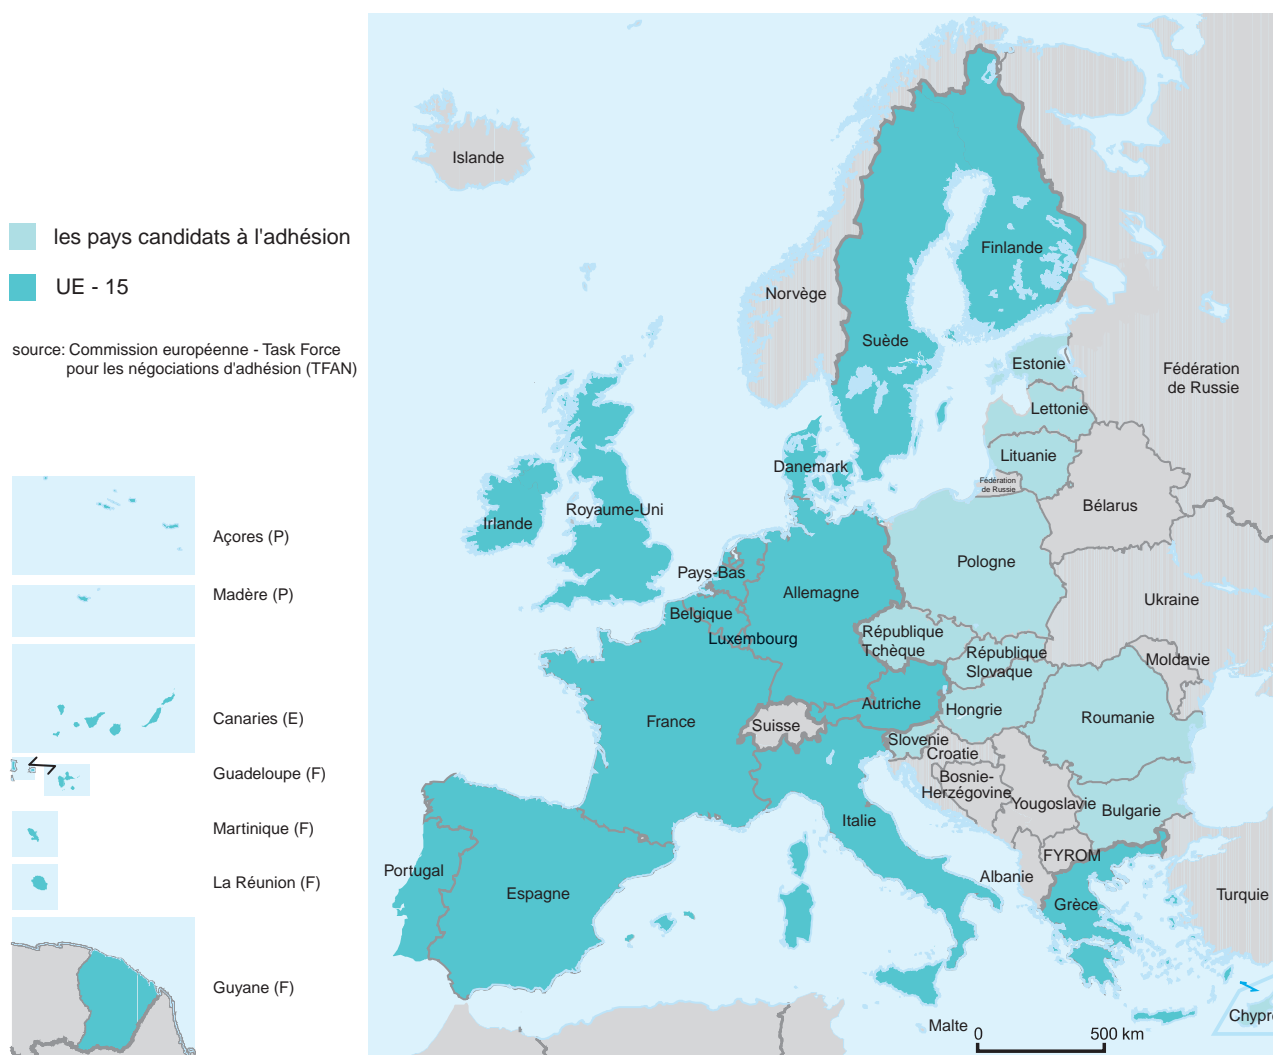 les pays candidats à l'adhésion
UE - 15
source: Commission européenne - Task Force
pour les négociations d'adhésion (TFAN)
Açores (P)
Madère (P)
Canaries (E)
Guadeloupe (F)
Martinique (F)
La Réunion (F)
Guyane (F)
Islande
Finlande
Norvège
Suède
Estonie
Fédération
de Russie
Lettonie
Lituanie
Danemark
Fédération
de Russie
Bélarus
Royaume-Uni
Irlande
Pologne
Pays-Bas
Allemagne
Ukraine
Belgique
Luxembourg
République
Tchèque
République
Slovaque
Moldavie
Autriche
Hongrie
Roumanie
France
Suisse
Slovenie
Croatie
Bosnie-
Herzégovine
Yougoslavie
Bulgarie
Italie
FYROM
Albanie
Portugal
Espagne
Grèce
Turquie
Malte
Chypr
0
500 km